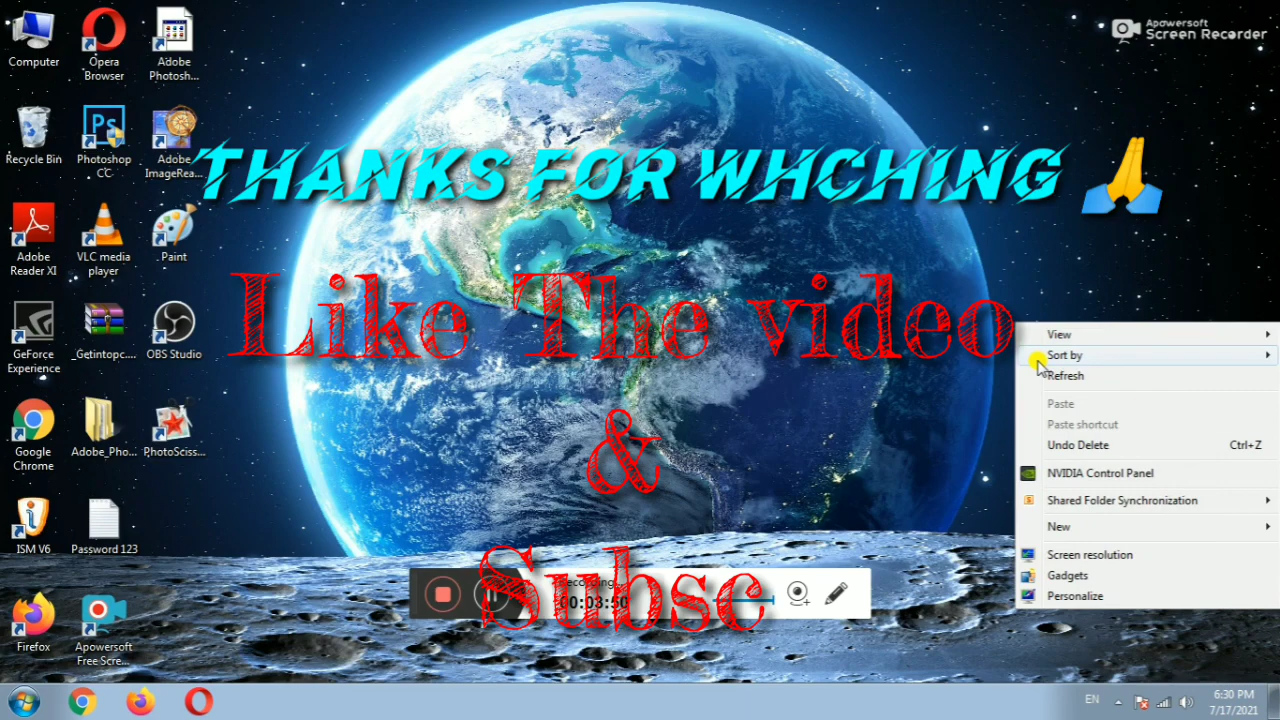 Apowersoft
Screen Recorder
Computer
Opera
Browser
Adobe
Photosh...
Recycle Bin
Photoshop
CC
Adobe
ImageRea...
THANKS FOR WHCHING 🙏
Adobe
Reader XI
VLC media
player
Paint
Like The video
GeForce
Experience
_Getintopc....
OBS Studio
Google
Chrome
Adobe_Pho...
PhotoSciss...
&
ISM V6
Password 123
Recording
00:03:50
Subse
Firefox
Apowersoft
Free Scre...
View
Sort by
Refresh
Paste
Paste shortcut
Undo Delete Ctrl+Z
NVIDIA Control Panel
Shared Folder Synchronization
New
Screen resolution
Gadgets
Personalize
EN
6:30 PM
7/17/2021